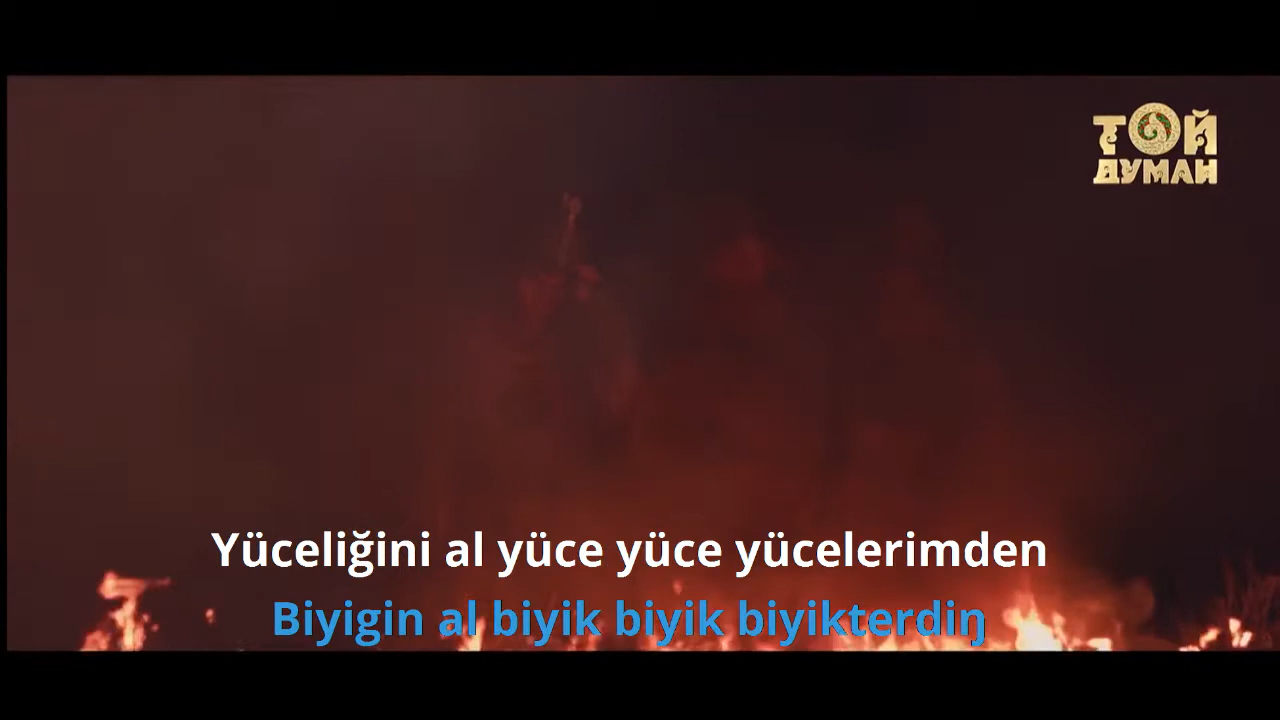 ТОЙ
ДУМАН
Yüceliğini al yüce yüce yücelerimden
Biyigin al biyik biyik biyikterdiŋ